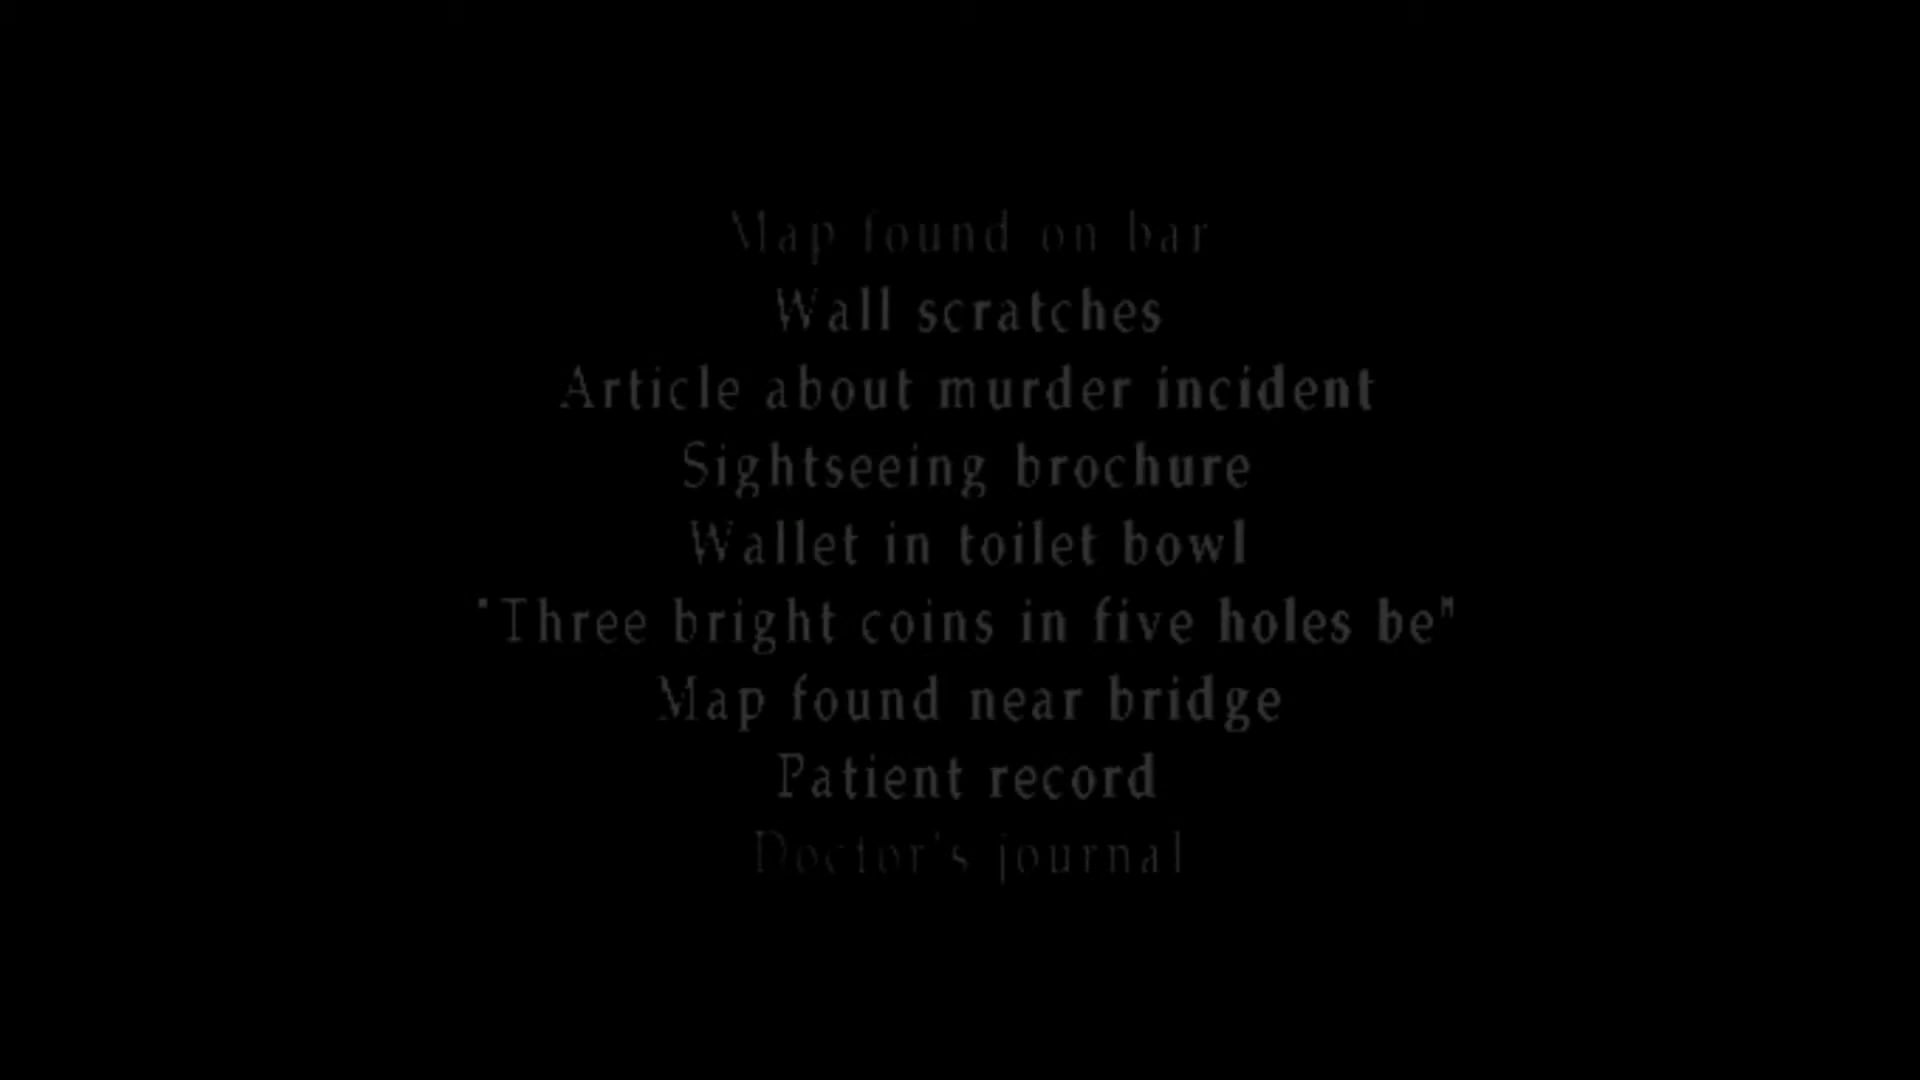 Map found on bar
Wall scratches
Article about murder incident
Sightseeing brochure
Wallet in toilet bowl
"Three bright coins in five holes be"
Map found near bridge
Patient record
Doctor's journal